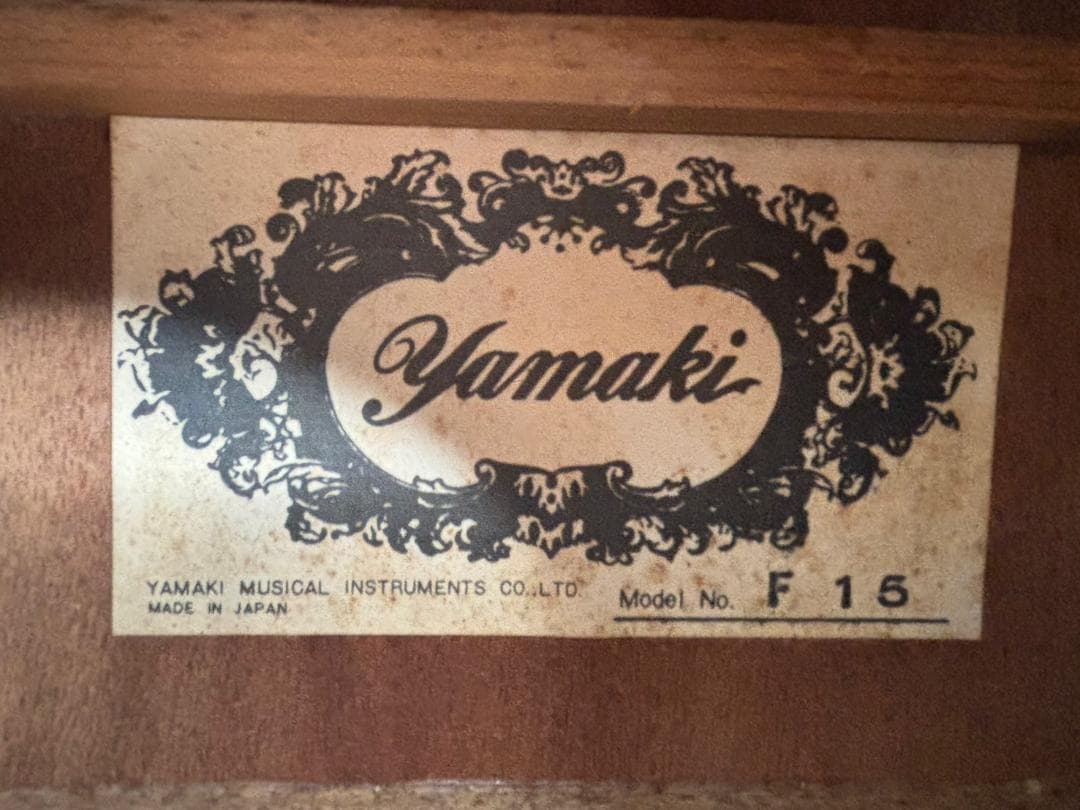 Yamaki
YAMAKI MUSICAL INSTRUMENTS CO.,LTD.
MADE IN JAPAN
Model No. F 15